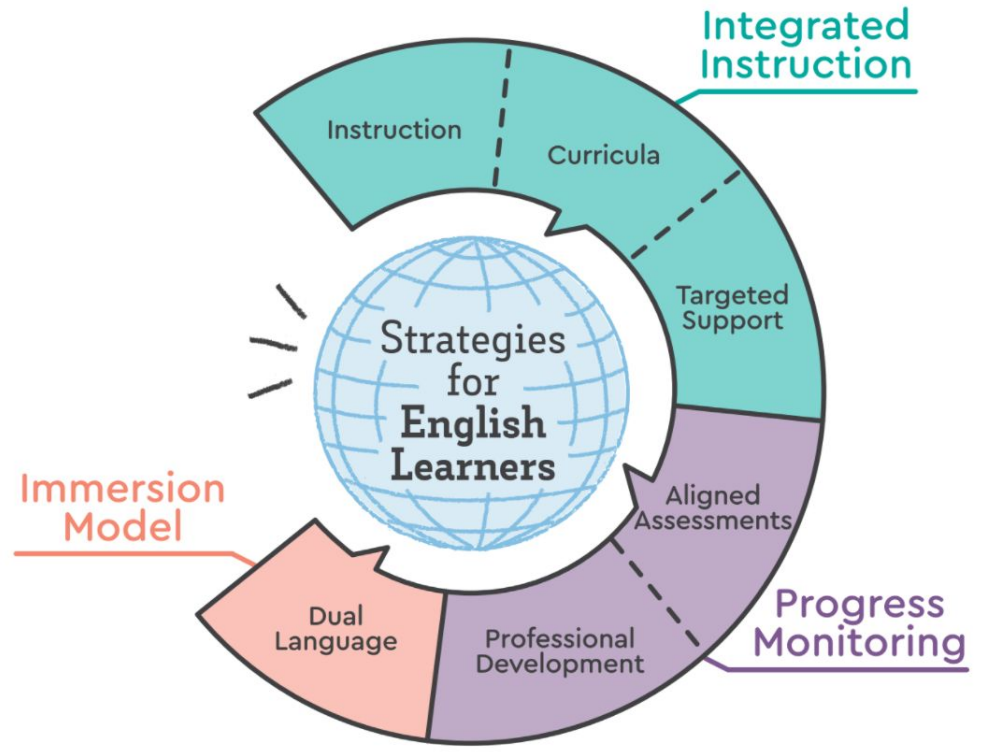 Integrated
Instruction
Instruction
Curricula
Targeted
Support
Strategies
for
English
Learners
Aligned
Assessments
Immersion
Model
Progress
Monitoring
Professional
Development
Dual
Language